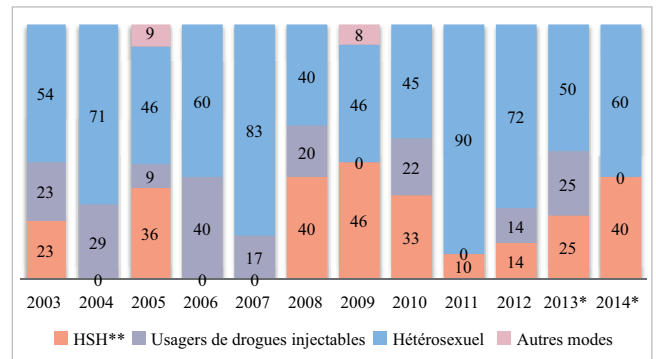 9 8
54 71 46 60 83 40 46 45 90 72 50 60
23 29 9 40 17 20 0 22 0 14 25 0
23 0 36 0 0 40 46 33 10 14 25 40
2003 2004 2005 2006 2007 2008 2009 2010 2011 2012 2013* 2014*
HSH** Usagers de drogues injectables Hétérosexuel Autres modes